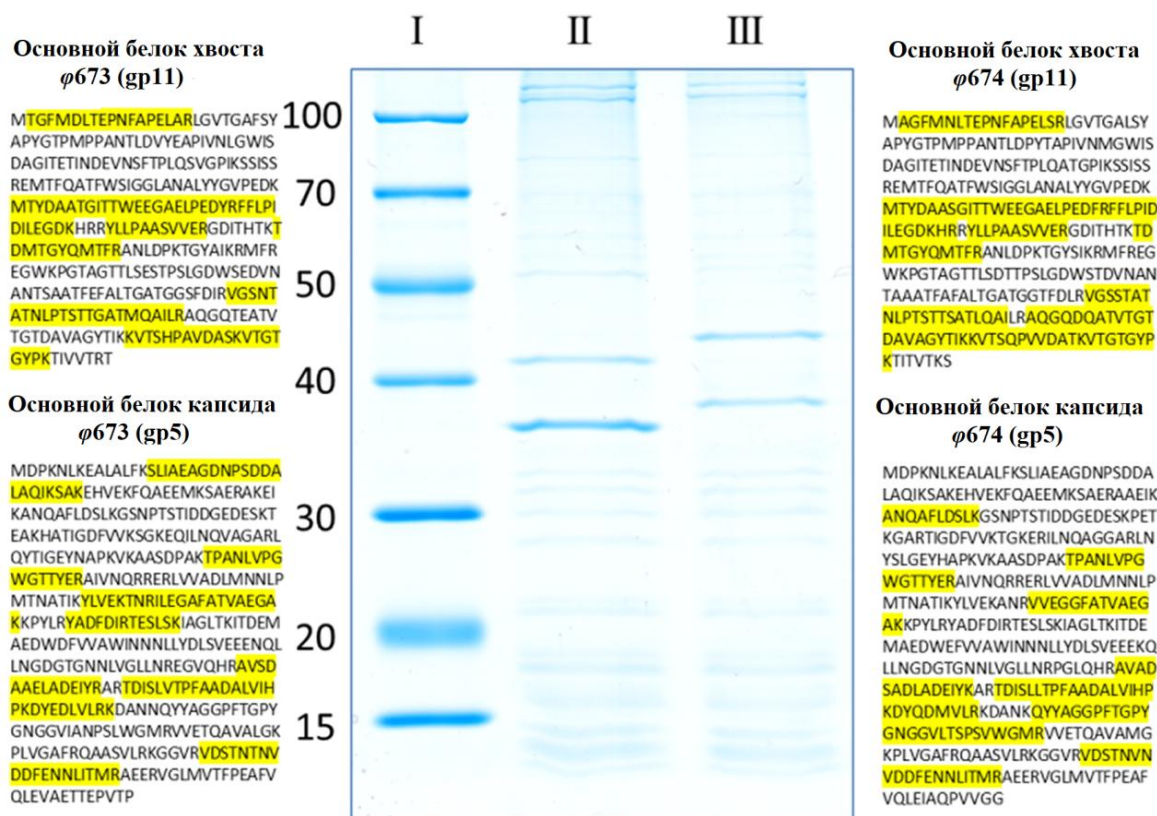 I
II
III
Основной белок хвоста
φ673 (gp11)
MTGFMDLTEPNFAPELARLGVTGAFSY
APYGTPMPPANTLDVYEAPIVNLGWIS
DAGITETINDEVNSFTPLQSVGPIKSSISS
REMTFQATFWSIGGLANALYYGVPEDK
MTYDAATGITTWEEGAELPEDYRFFLPI
DILEGDKHRRYLLPAASVVERGDITHTKT
DMTGYQMTFRANLDPKTGYAIKRMFR
EGWKPGTAGTTLSESTPSLGDWSEDVN
ANTSAATFEFALTGATGGSFDIRVGSNT
ATNLPTSTTGATMQAILRAQGQTEATV
TGTDAVAGYTIKKVTSHPAVDASKVTGT
GYPKTIVVTRT
Основной белок капсида
φ673 (gp5)
MDPKNLKEALALFKSLIAEAGDNPSDDA
LAQIKSAKEHVEKFQAEEMKSAERAKEI
KANQAFLDSLKGSNPTSTIDDGEDESKT
EAKHATIGDFVVKSGKEQILNQVAGARL
QYTIGEYNAPKVKAASDPAKTPANLVPG
WGTTYERAIVNQRRERLVVADLMNNLP
MTNATIKYLVEKTNRILEGAFATVAEGA
KKPYLRYADFDIRTESLSKIAGLTKITDEM
AEDWDFVVAWINNNLLYDLSVEEENQL
LNGDGTGNNLVGLLNREGVQHRAVSD
AAELADEIYRARTDISLVTPFAADALVIH
PKDYEDLVLRKDANNQYYAGGPFTGPY
GNGGVIANPSLWGMRVVETQAVALGK
PLVGAFRQAASVLRKGGVRVDSTNTNV
DDFENNLITMRAEERVGLMVTFPEAFV
QLEVAETTEPVTP
100
70
50
40
30
20
15
Основной белок хвоста
φ674 (gp11)
MAGFMNLTEPNFAPELSRLGVTGALSY
APYGTPMPPANTLDPYTAPIVNMGWIS
DAGITETINDEVNSFTPLQATGPIKSSISS
REMTFQATFWSIGGLANALYYGVPEDK
MTYDAASGITTWEEGAELPEDFRFFLPID
ILEGDKHRRYLLPAASVVERGDITHTKTD
MTGYQMTFRANLDPKTGYSIKRMFREG
WKPGTAGTTLSDTTPSLGDWSTDVNAN
TAAATFAFALTGATGGTFDLRVGSSTAT
NLPTSTTSATLQAILRAQGQDQATVTGT
DAVAGYTIKKVTSQPVVDATKVTGTGYP
KTITVTKS
Основной белок капсида
φ674 (gp5)
MDPKNLKEALALFKSLIAEAGDNPSDDA
LAQIKSAKEHVEKFQAEEMKSAERAAEIK
ANQAFLDSLKGSNPTSTIDDGEDESKPET
KGARTIGDFVVKTGKERILNQAGGARLN
YSLGEYHAPKVKAASDPAKTPANLVPG
WGTTYERAIVNQRRERLVVADLMNNLP
MTNATIKYLVEKANRVVEGGFATVAEG
AKKPYLRYADFDIRTESLSKIAGLTKITDE
MAEDWEFVVAWINNNLLYDLSVEEEKQ
LLNGDGTGNNLVGLLNRPGLQHRAVAD
SADLADEIYKARTDISLLTPFAADALVIHP
KDYQDMVLRKDANKQYYAGGPFTGPY
GNGGVLTSPSVWGMRVVETQAVAMG
KPLVGAFRQAASVLRKGGVRVDSTNVN
VDDFENNLITMRAEERVGLMVTFPEAF
VQLEIAQPVVGG